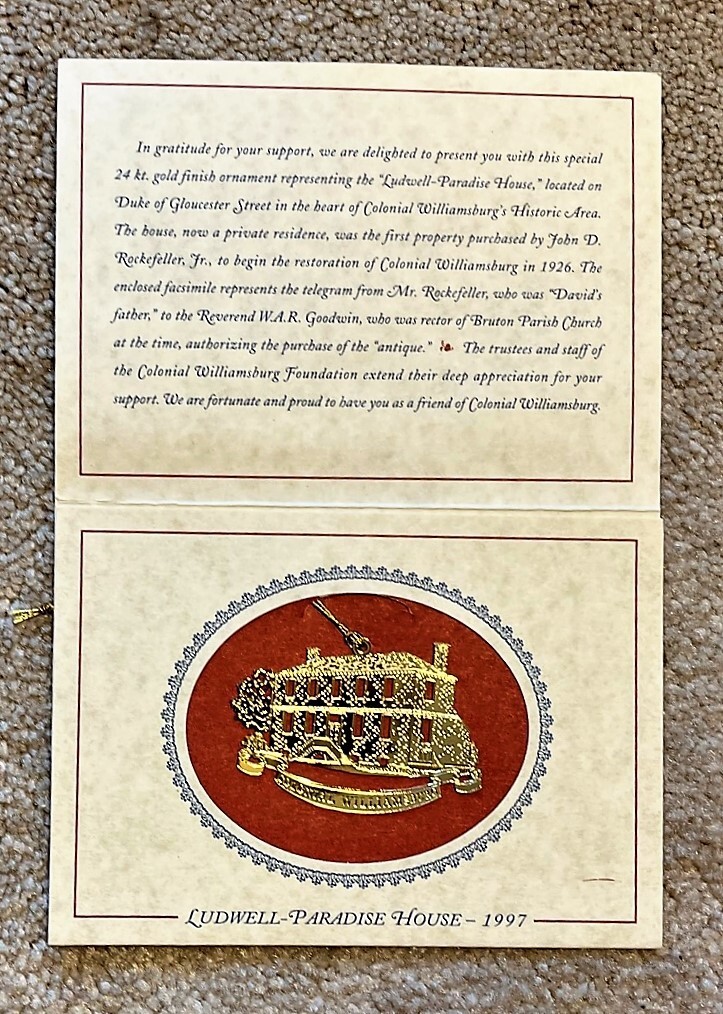 In gratitude for your support, we are delighted to present you with this special
24 kt. gold finish ornament representing the "Ludwell-Paradise House," located on
Duke of Gloucester Street in the heart of Colonial Williamsburg's Historic Area.
The house, now a private residence, was the first property purchased by John D.
Rockefeller, Jr., to begin the restoration of Colonial Williamsburg in 1926. The
enclosed facsimile represents the telegram from Mr. Rockefeller, who was "David's
father," to the Reverend W.A.R. Goodwin, who was rector of Bruton Parish Church
at the time, authorizing the purchase of the "antique." The trustees and staff of
the Colonial Williamsburg Foundation extend their deep appreciation for your
support. We are fortunate and proud to have you as a friend of Colonial Williamsburg.
COLONIAL WILLIAMSBURG
LUDWELL-PARADISE HOUSE – 1997